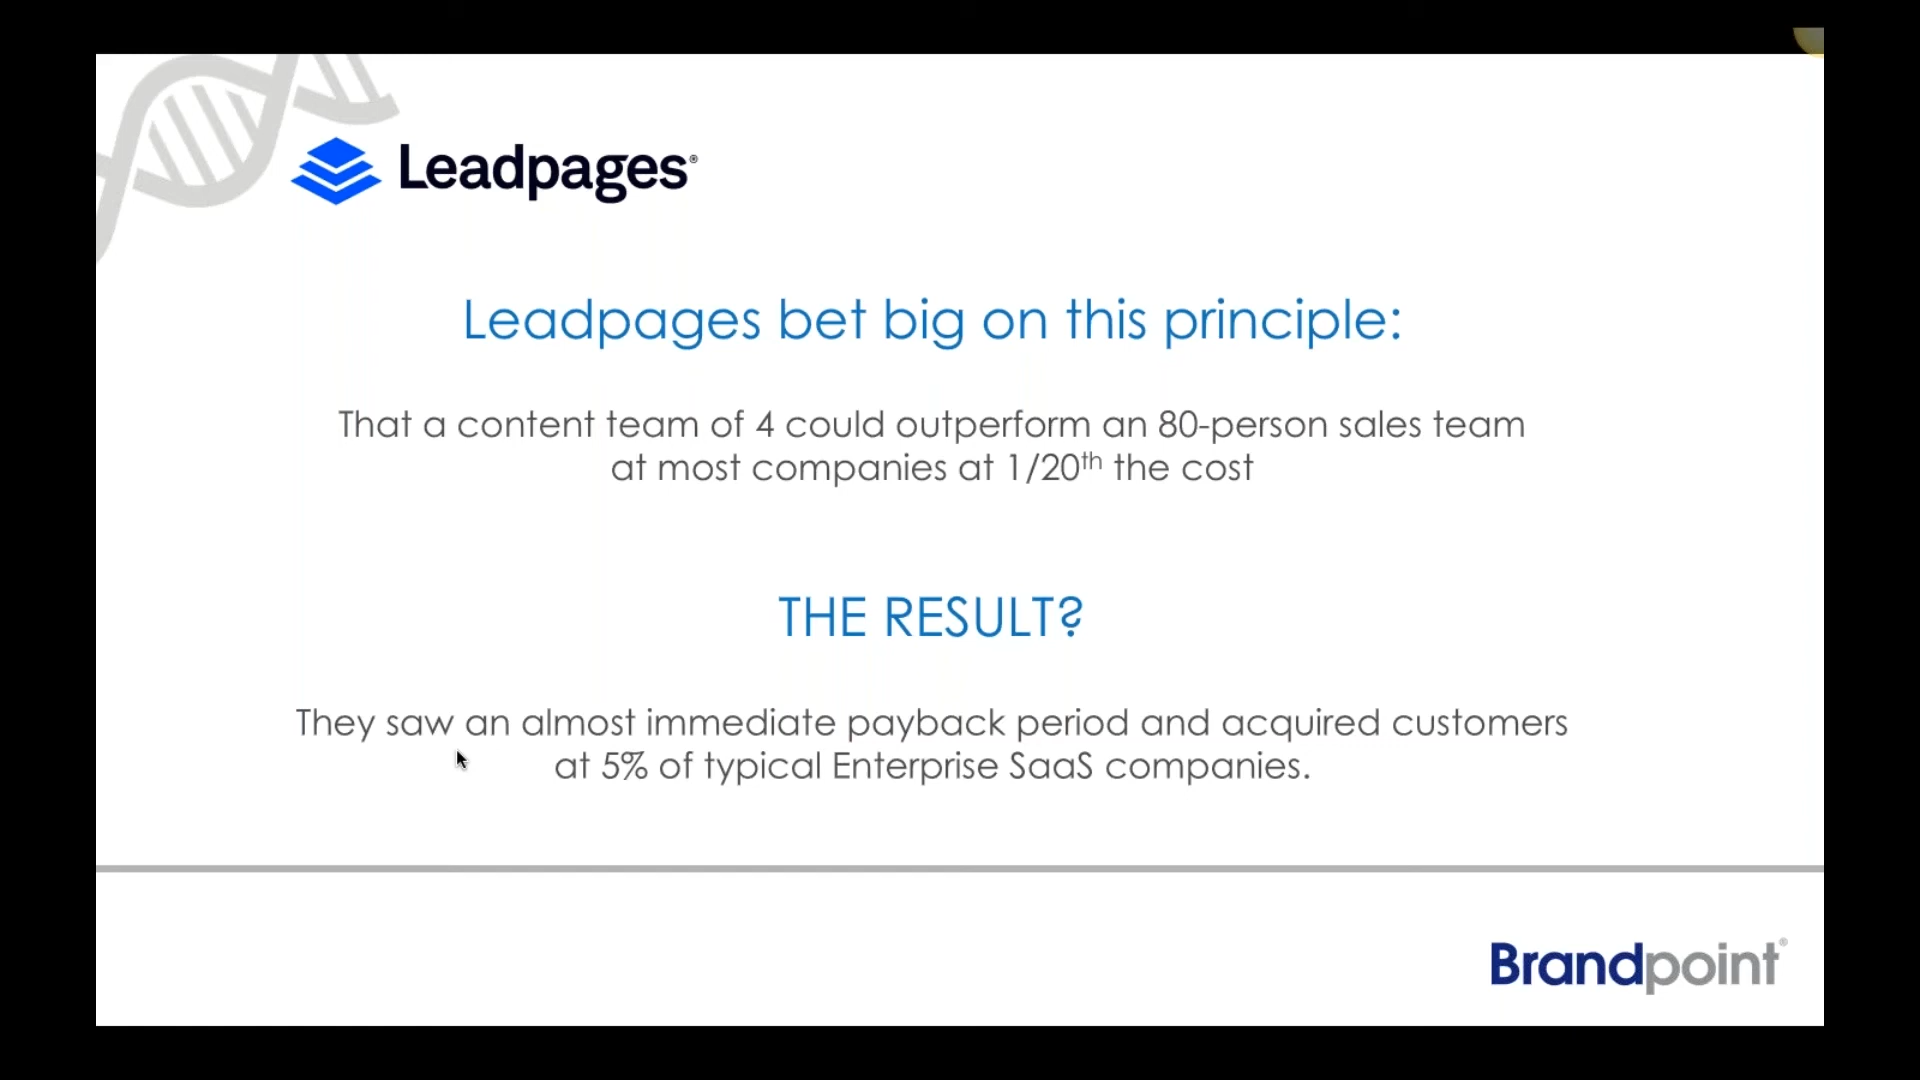 Leadpages®
Leadpages bet big on this principle:
That a content team of 4 could outperform an 80-person sales team
at most companies at 1/20th the cost
THE RESULT?
They saw an almost immediate payback period and acquired customers
at 5% of typical Enterprise SaaS companies.
Brandpoint®